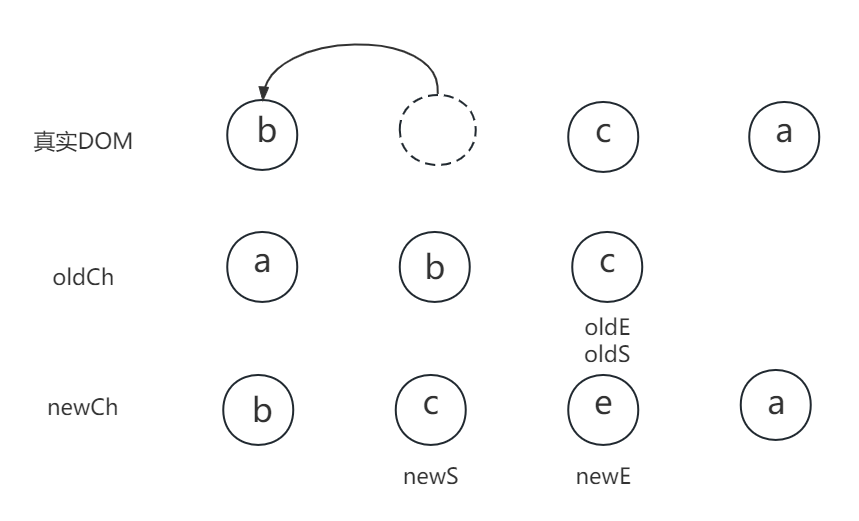 真实DOM b c a
oldCh a b c
oldE
oldS
newCh b c e a
newS newE